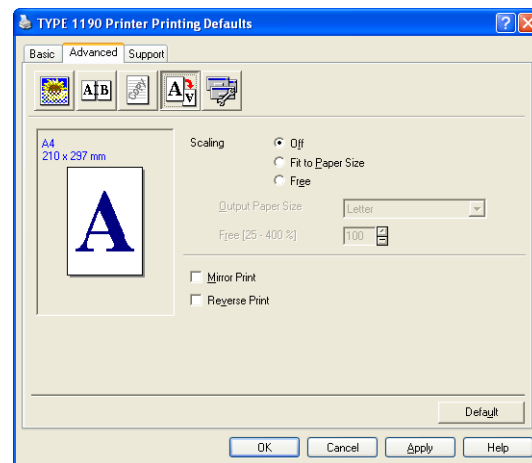 TYPE 1190 Printer Printing Defaults
Basic Advanced Support
A4
210 x 297 mm
A
Scaling
Off
Fit to Paper Size
Free
Output Paper Size Letter
Free [25 - 400 %] 100
Mirror Print
Reverse Print
Default
OK Cancel Apply Help